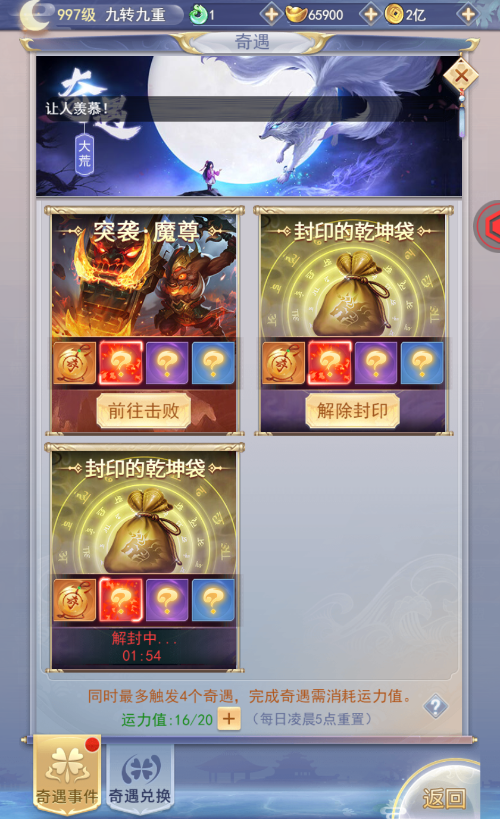 997级 九转九重
1
65900
2亿
奇遇
大荒奇遇
让人羡慕！
大荒
突袭·魔尊
前往击败
封印的乾坤袋
解除封印
封印的乾坤袋
解封中...
01:54
同时最多触发4个奇遇，完成奇遇需消耗运力值。
运力值:16/20
（每日凌晨5点重置）
奇遇事件
奇遇兑换
返回